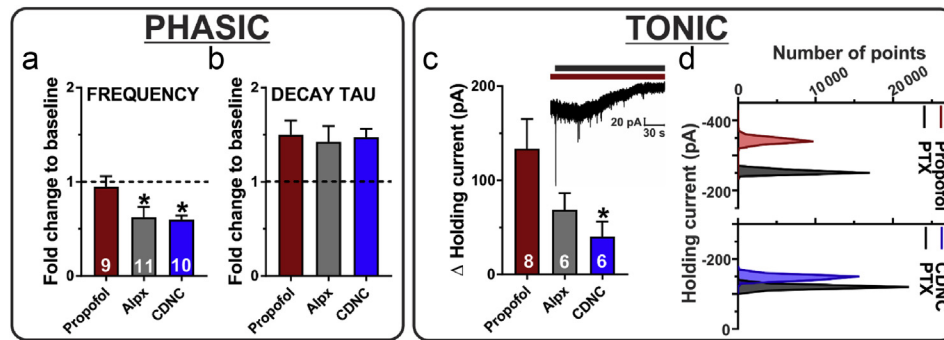 PHASIC
a
FREQUENCY
Fold change to baseline
2
1
0
*
*
9
11
10
Propofol
Alpx
CDNC
b
DECAY TAU
Fold change to baseline
2
1
0
Propofol
Alpx
CDNC
TONIC
c
Δ Holding current (pA)
200
150
100
50
0
20 pA
30 s
*
8
6
6
Propofol
Alpx
CDNC
d
Number of points
0
10000
20000
Holding current (pA)
-400
-200
Propofol
PTX
-200
0
CDNC
PTX